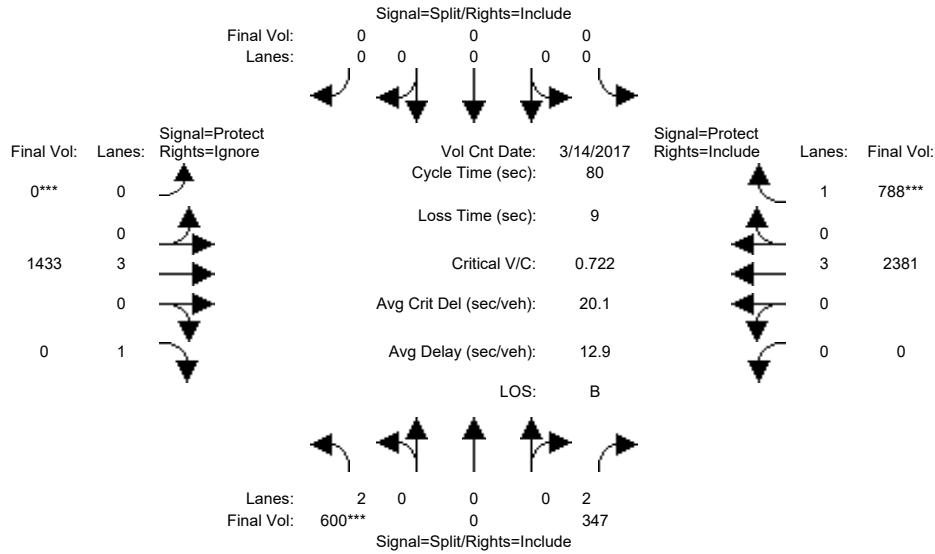 Signal=Split/Rights=Include
Final Vol: 0 0 0
Lanes: 0 0 0 0 0
Signal=Protect
Final Vol: Lanes: Rights=Ignore
Vol Cnt Date: 3/14/2017
Signal=Protect
Rights=Include Lanes: Final Vol:
Cycle Time (sec): 80
0*** 0
1 788***
Loss Time (sec): 9
0
0
1433 3
Critical V/C: 0.722
3 2381
0
Avg Crit Del (sec/veh): 20.1
0
0 1
Avg Delay (sec/veh): 12.9
0 0
LOS: B
Lanes: 2 0 0 0 2
Final Vol: 600*** 0 347
Signal=Split/Rights=Include